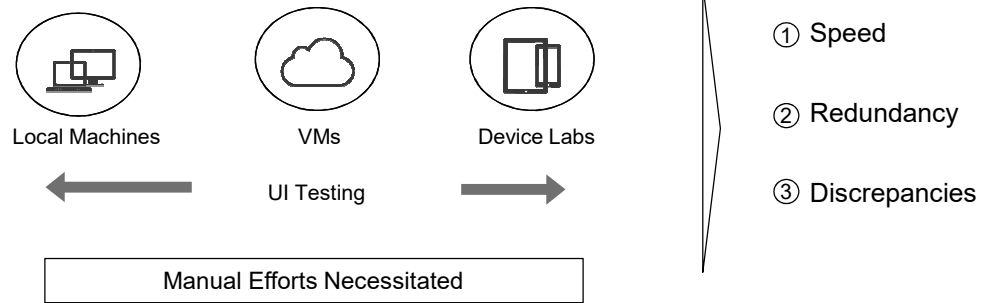 Local Machines
VMs
Device Labs
UI Testing
Manual Efforts Necessitated
① Speed
② Redundancy
③ Discrepancies